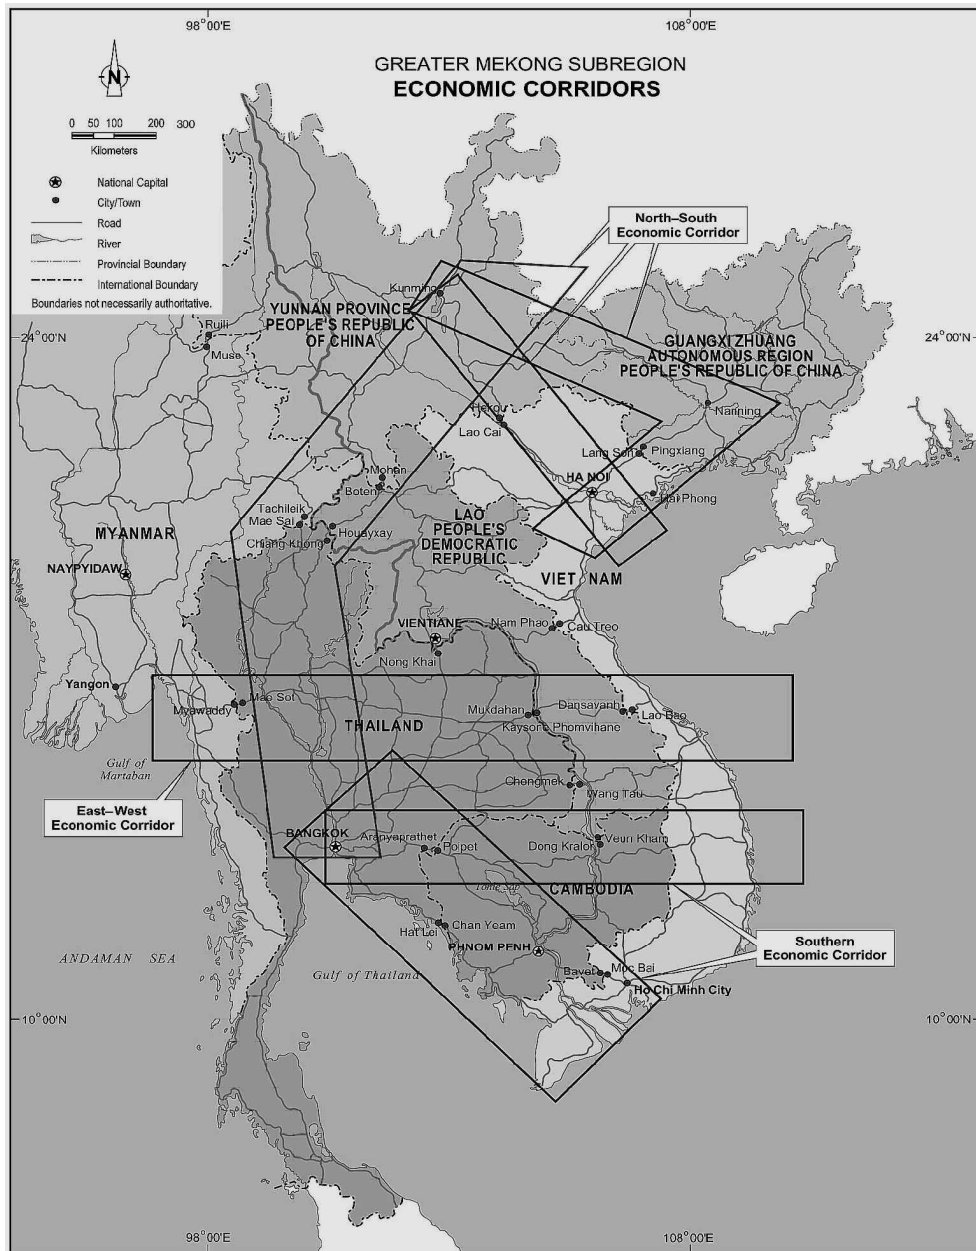 98°00'E
108°00'E
N
GREATER MEKONG SUBREGION
ECONOMIC CORRIDORS
0 50 100 200 300
Kilometers
National Capital
City/Town
Road
River
Provincial Boundary
International Boundary
Boundaries not necessarily authoritative.
North–South
Economic Corridor
Kunming
YUNNAN PROVINCE
PEOPLE'S REPUBLIC
OF CHINA
Ruili
Muse
24°00'N
24°00'N
GUANGXI ZHUANG
AUTONOMOUS REGION
PEOPLE'S REPUBLIC OF CHINA
Nanning
Hekou
Lao Cai
Lang Son
Pingxiang
HA NOI
Hai Phong
Mohan
Boten
Tachileik
Mae Sai
Houayxay
Chiang Khong
LAO
PEOPLE'S
DEMOCRATIC
REPUBLIC
MYANMAR
NAYPYIDAW
VIET NAM
VIENTIANE
Nam Phao
Cau Treo
Nong Khai
Yangon
Myawaddy
Mae Sot
Mukdahan
Dansavanh
Lao Bao
Kaysone Phomvihane
THAILAND
Gulf of
Martaban
Chongmek
Wang Tau
East–West
Economic Corridor
BANGKOK
Aranyaprathet
Poipet
Veun Kham
Dong Kralor
Tonle Sap
CAMBODIA
Hat Lei
Chan Yeam
PHNOM PENH
Southern
Economic Corridor
ANDAMAN SEA
Gulf of Thailand
Bavet
Moc Bai
Ho Chi Minh City
10°00'N
10°00'N
98°00'E
108°00'E